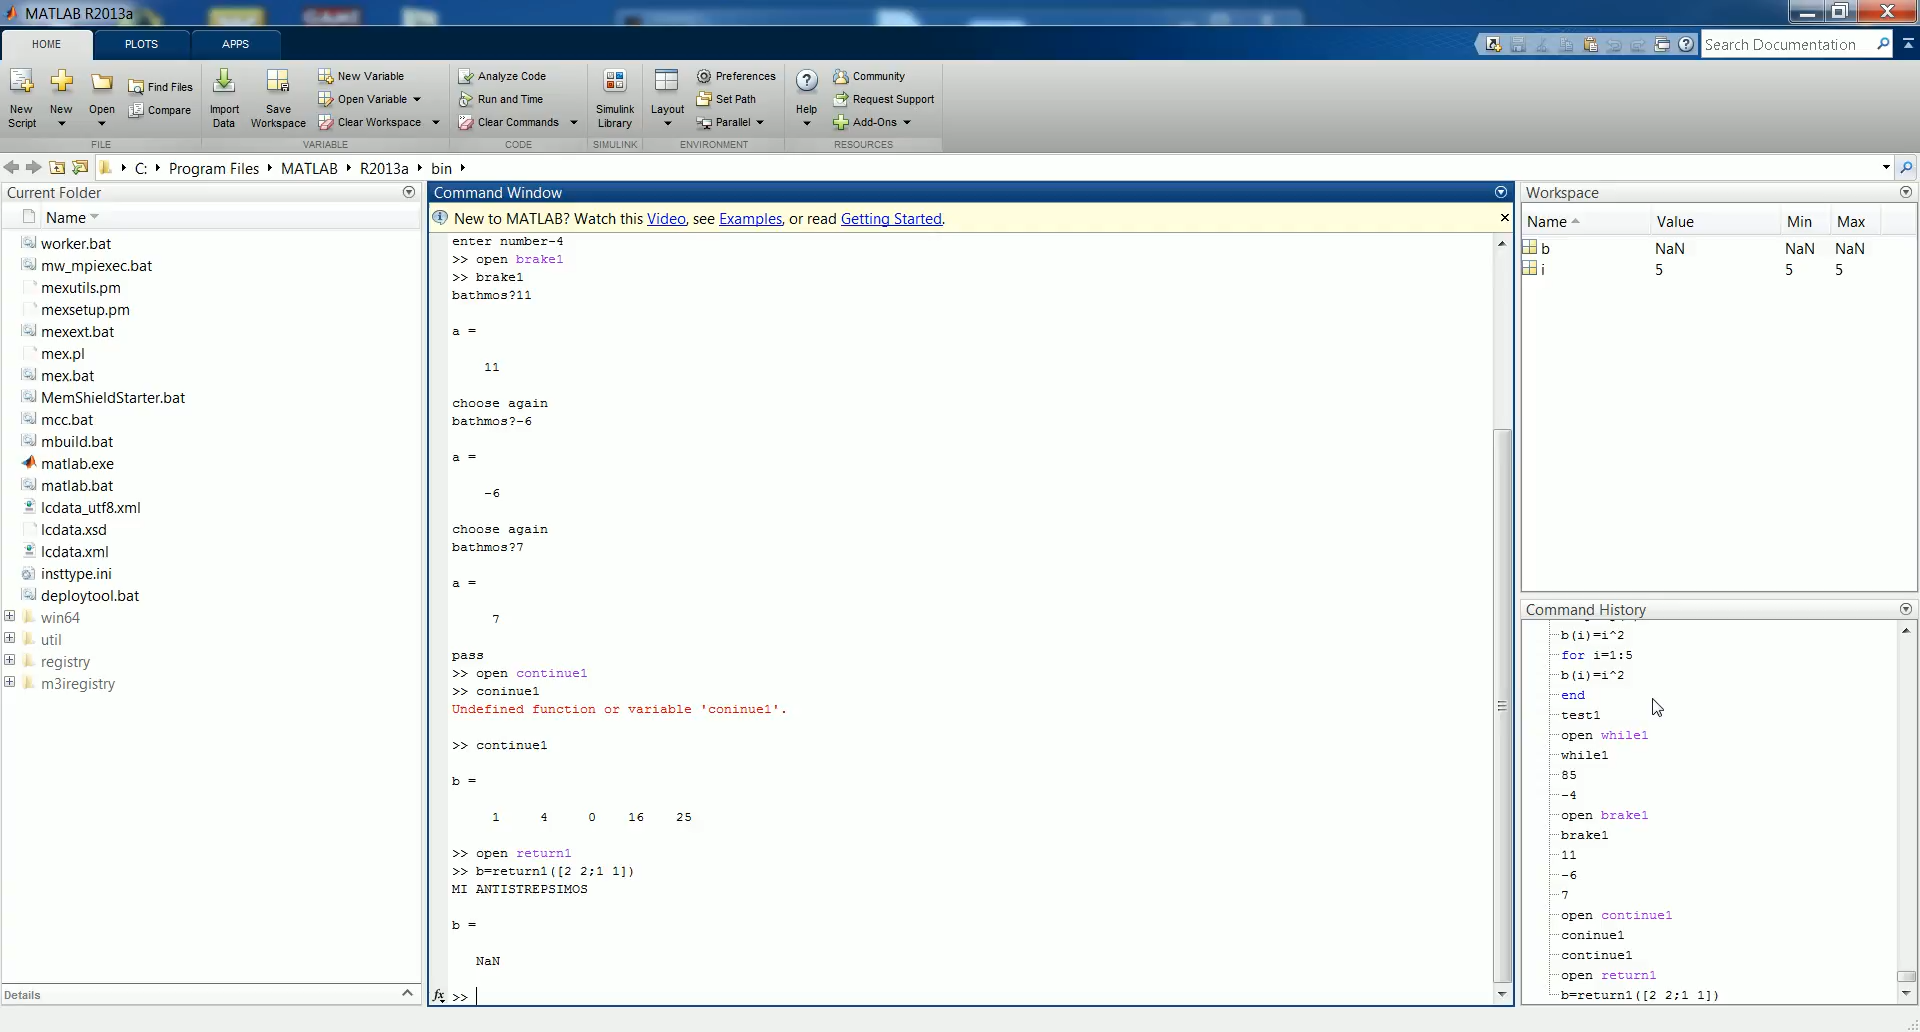 MATLAB R2013a
HOME PLOTS APPS
Search Documentation
New Script
New
Open
Find Files
Compare
Import Data
Save Workspace
New Variable
Open Variable
Clear Workspace
Analyze Code
Run and Time
Clear Commands
Simulink Library
Layout
Preferences
Set Path
Parallel
Help
Community
Request Support
Add-Ons
FILE VARIABLE CODE SIMULINK ENVIRONMENT RESOURCES
C: Program Files MATLAB R2013a bin
Current Folder
Name
worker.bat
mw_mpiexec.bat
mexutils.pm
mexsetup.pm
mexext.bat
mex.pl
mex.bat
MemShieldStarter.bat
mcc.bat
mbuild.bat
matlab.exe
matlab.bat
lcdata_utf8.xml
lcdata.xsd
lcdata.xml
insttype.ini
deploytool.bat
win64
util
registry
m3iregistry
Details
Command Window
New to MATLAB? Watch this Video, see Examples, or read Getting Started.
enter number-4
>> open brake1
>> brake1
bathmos?11
a =
11
choose again
bathmos?-6
a =
-6
choose again
bathmos?7
a =
7
pass
>> open continue1
>> coninue1
Undefined function or variable 'coninue1'.
>> continue1
b =
1 4 0 16 25
>> open return1
>> b=return1([2 2;1 1])
MI ANTISTREPSIMOS
b =
NaN
fx >>
Workspace
Name Value Min Max
b NaN NaN NaN
i 5 5 5
Command History
b(i)=i^2
for i=1:5
b(i)=i^2
end
test1
open while1
while1
85
-4
open brake1
brake1
11
-6
7
open continue1
coninue1
continue1
open return1
b=return1([2 2;1 1])